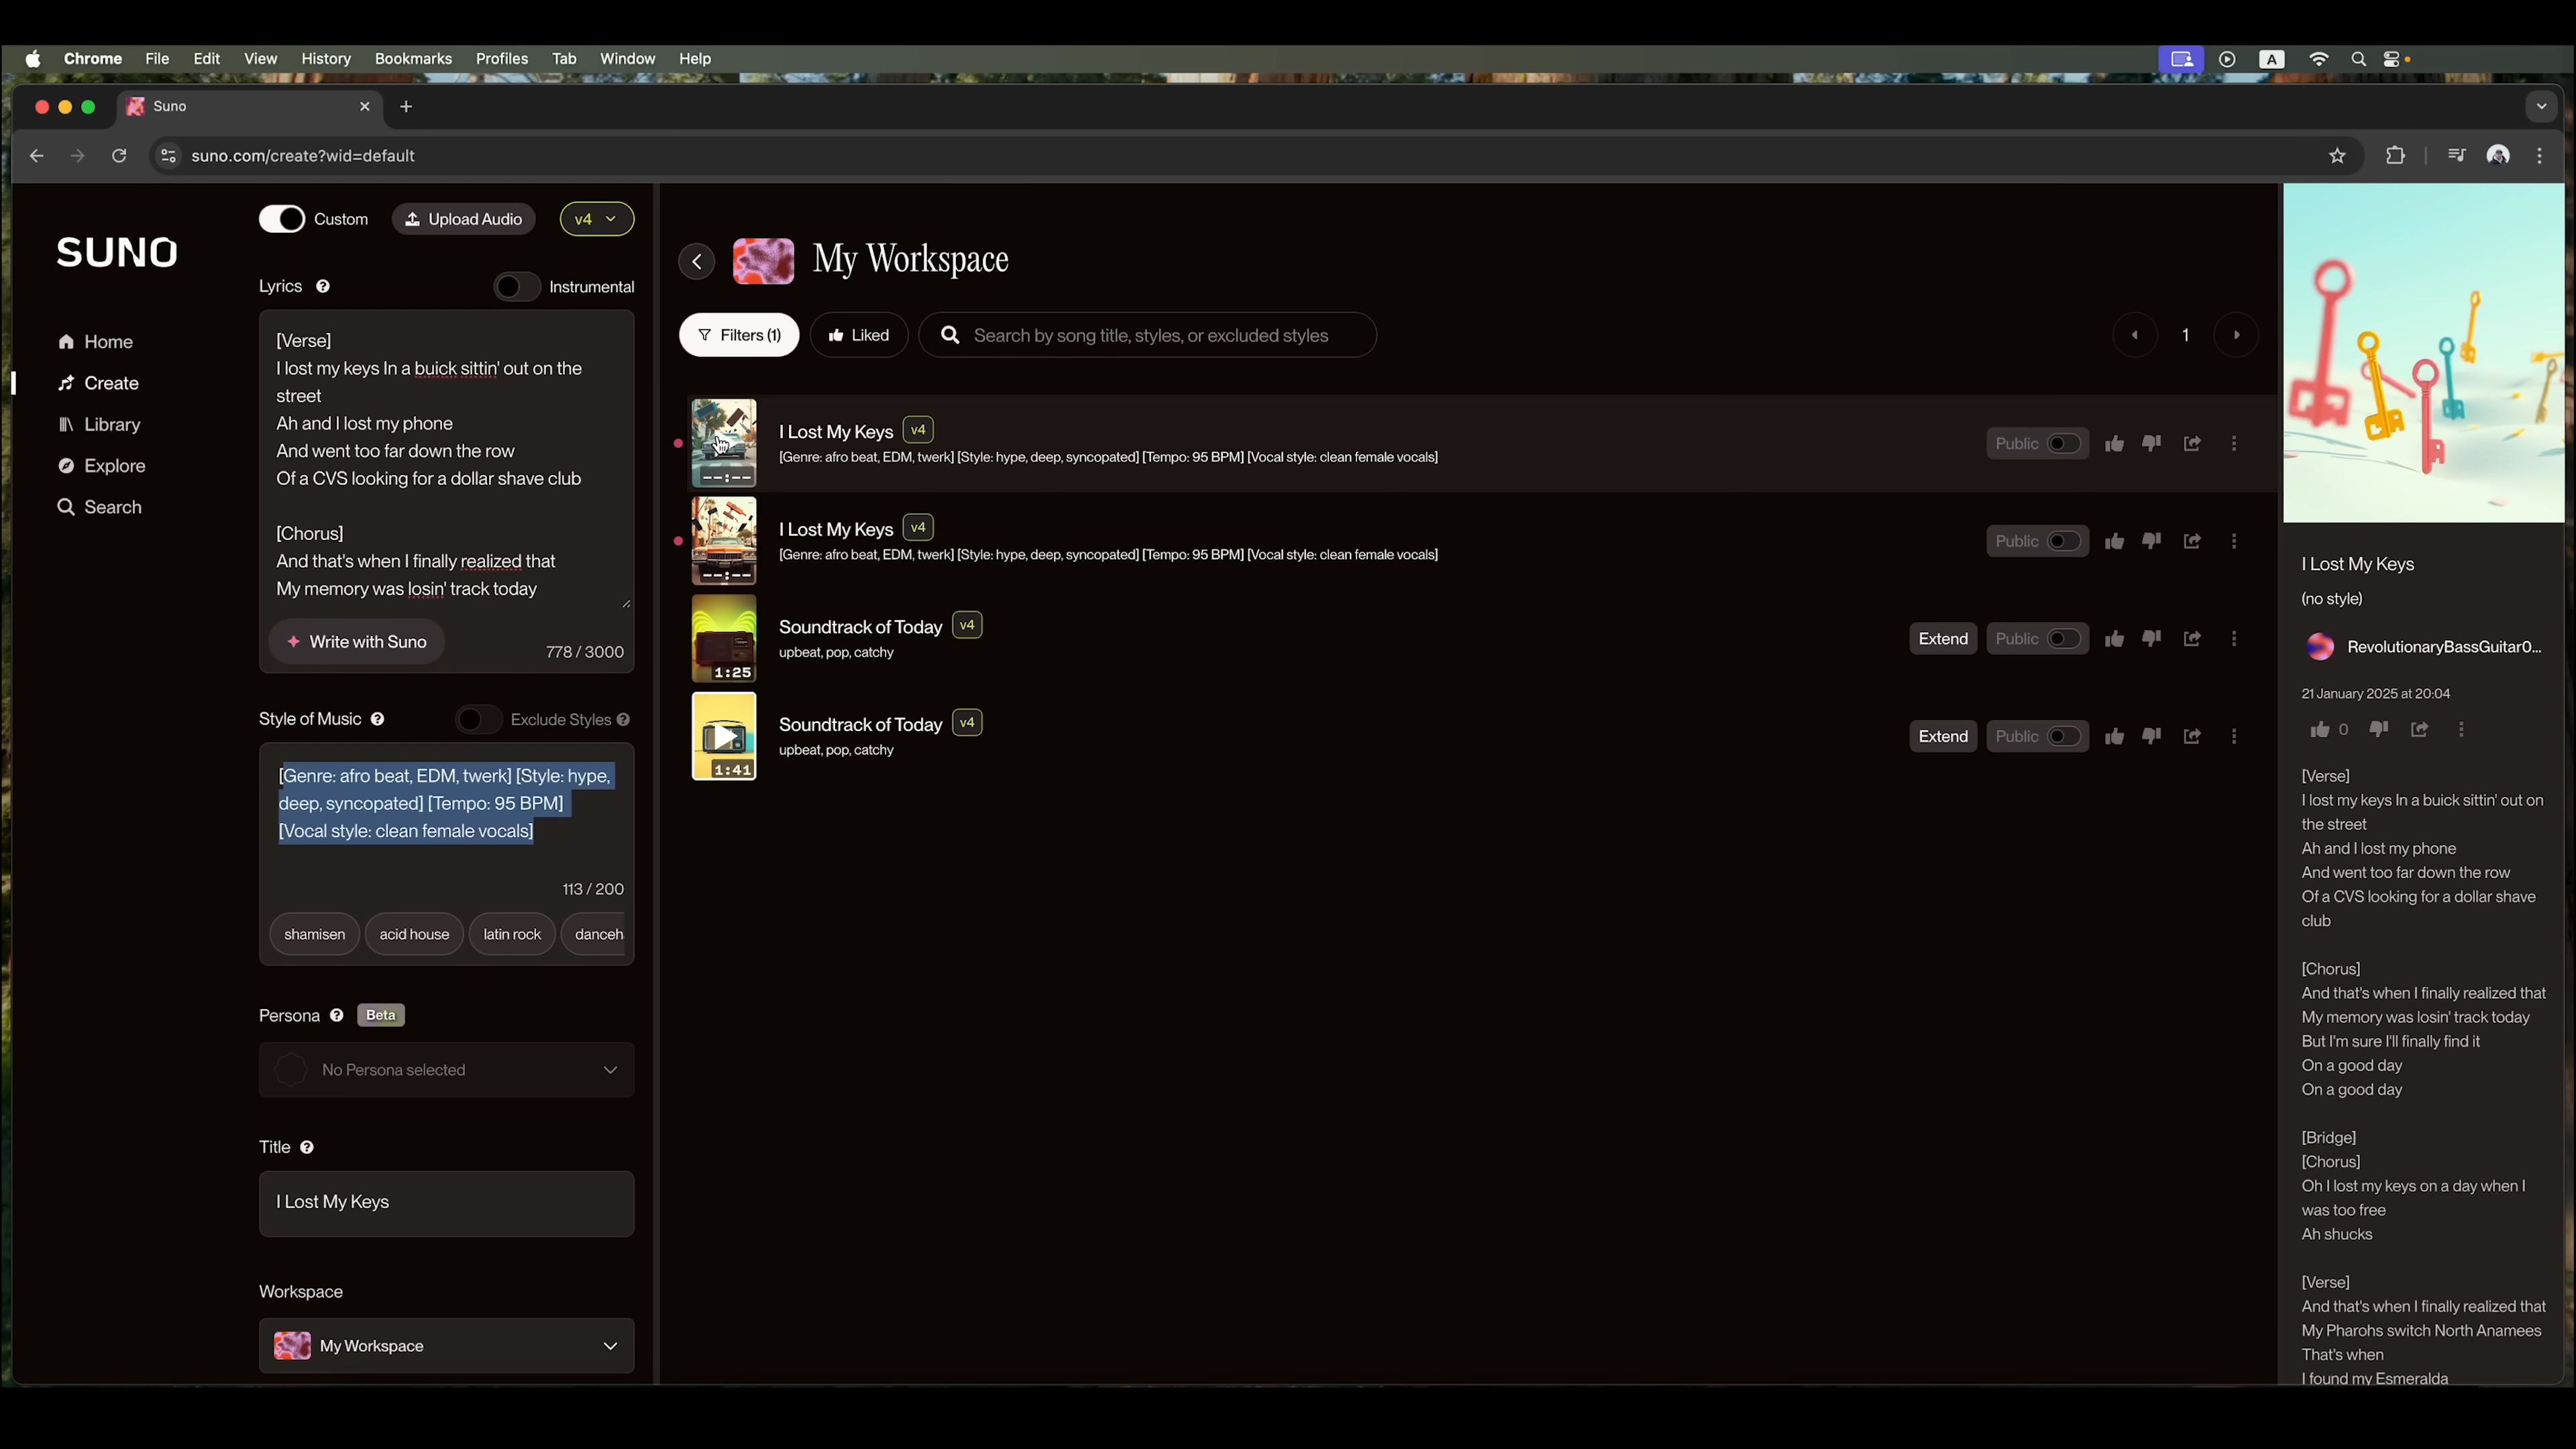 Chrome File Edit View History Bookmarks Profiles Tab Window Help
A
Suno
suno.com/create?wid=default
SUNO
Home
Create
Library
Explore
Search
Custom
Upload Audio
v4
Lyrics
Instrumental
[Verse]
I lost my keys In a buick sittin' out on the
street
Ah and I lost my phone
And went too far down the row
Of a CVS looking for a dollar shave club
[Chorus]
And that's when I finally realized that
My memory was losin' track today
Write with Suno
778 / 3000
Style of Music
Exclude Styles
[Genre: afro beat, EDM, twerk] [Style: hype,
deep, syncopated] [Tempo: 95 BPM]
[Vocal style: clean female vocals]
113 / 200
shamisen
acid house
latin rock
danceh
Persona
Beta
No Persona selected
Title
I Lost My Keys
Workspace
My Workspace
My Workspace
Filters (1)
Liked
Search by song title, styles, or excluded styles
1
I Lost My Keys v4
[Genre: afro beat, EDM, twerk] [Style: hype, deep, syncopated] [Tempo: 95 BPM] [Vocal style: clean female vocals]
--:--
Public
I Lost My Keys v4
[Genre: afro beat, EDM, twerk] [Style: hype, deep, syncopated] [Tempo: 95 BPM] [Vocal style: clean female vocals]
--:--
Public
Soundtrack of Today v4
upbeat, pop, catchy
1:25
Extend
Public
Soundtrack of Today v4
upbeat, pop, catchy
1:41
Extend
Public
I Lost My Keys
(no style)
RevolutionaryBassGuitar0...
21 January 2025 at 20:04
0
[Verse]
I lost my keys In a buick sittin' out on
the street
Ah and I lost my phone
And went too far down the row
Of a CVS looking for a dollar shave
club
[Chorus]
And that's when I finally realized that
My memory was losin' track today
But I'm sure I'll finally find it
On a good day
On a good day
[Bridge]
[Chorus]
Oh I lost my keys on a day when I
was too free
Ah shucks
[Verse]
And that's when I finally realized that
My Pharohs switch North Anamees
That's when
I found my Esmeralda